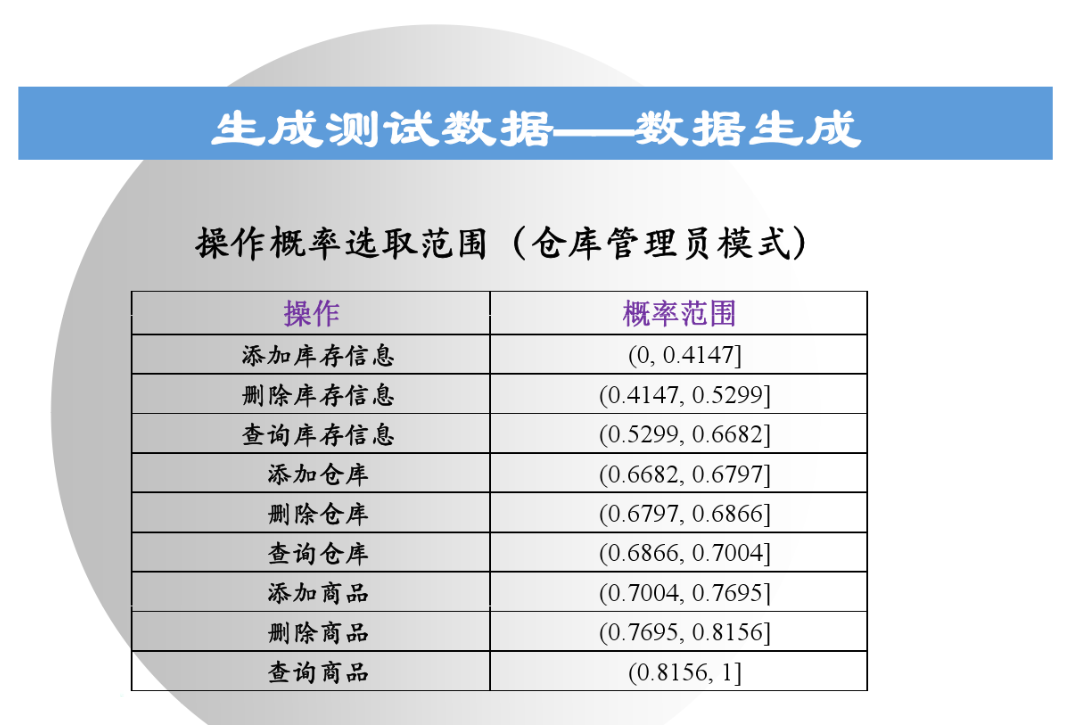 生成测试数据——数据生成
操作概率选取范围（仓库管理员模式）
操作 概率范围
添加库存信息 (0, 0.4147]
删除库存信息 (0.4147, 0.5299]
查询库存信息 (0.5299, 0.6682]
添加仓库 (0.6682, 0.6797]
删除仓库 (0.6797, 0.6866]
查询仓库 (0.6866, 0.7004]
添加商品 (0.7004, 0.7695]
删除商品 (0.7695, 0.8156]
查询商品 (0.8156, 1]